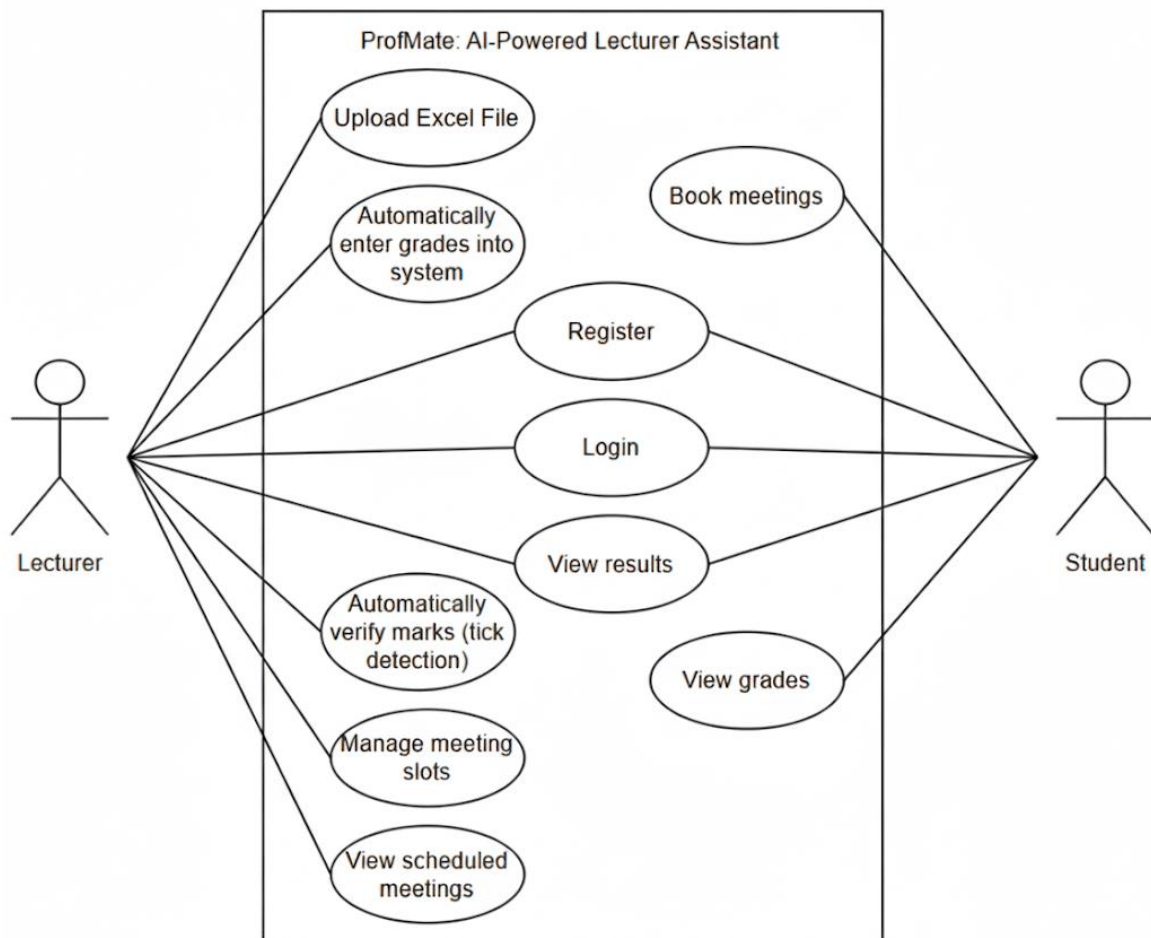 ProfMate: AI-Powered Lecturer Assistant
Upload Excel File
Book meetings
Automatically
enter grades into
system
Register
Login
Lecturer
Student
View results
Automatically
verify marks (tick
detection)
View grades
Manage meeting
slots
View scheduled
meetings